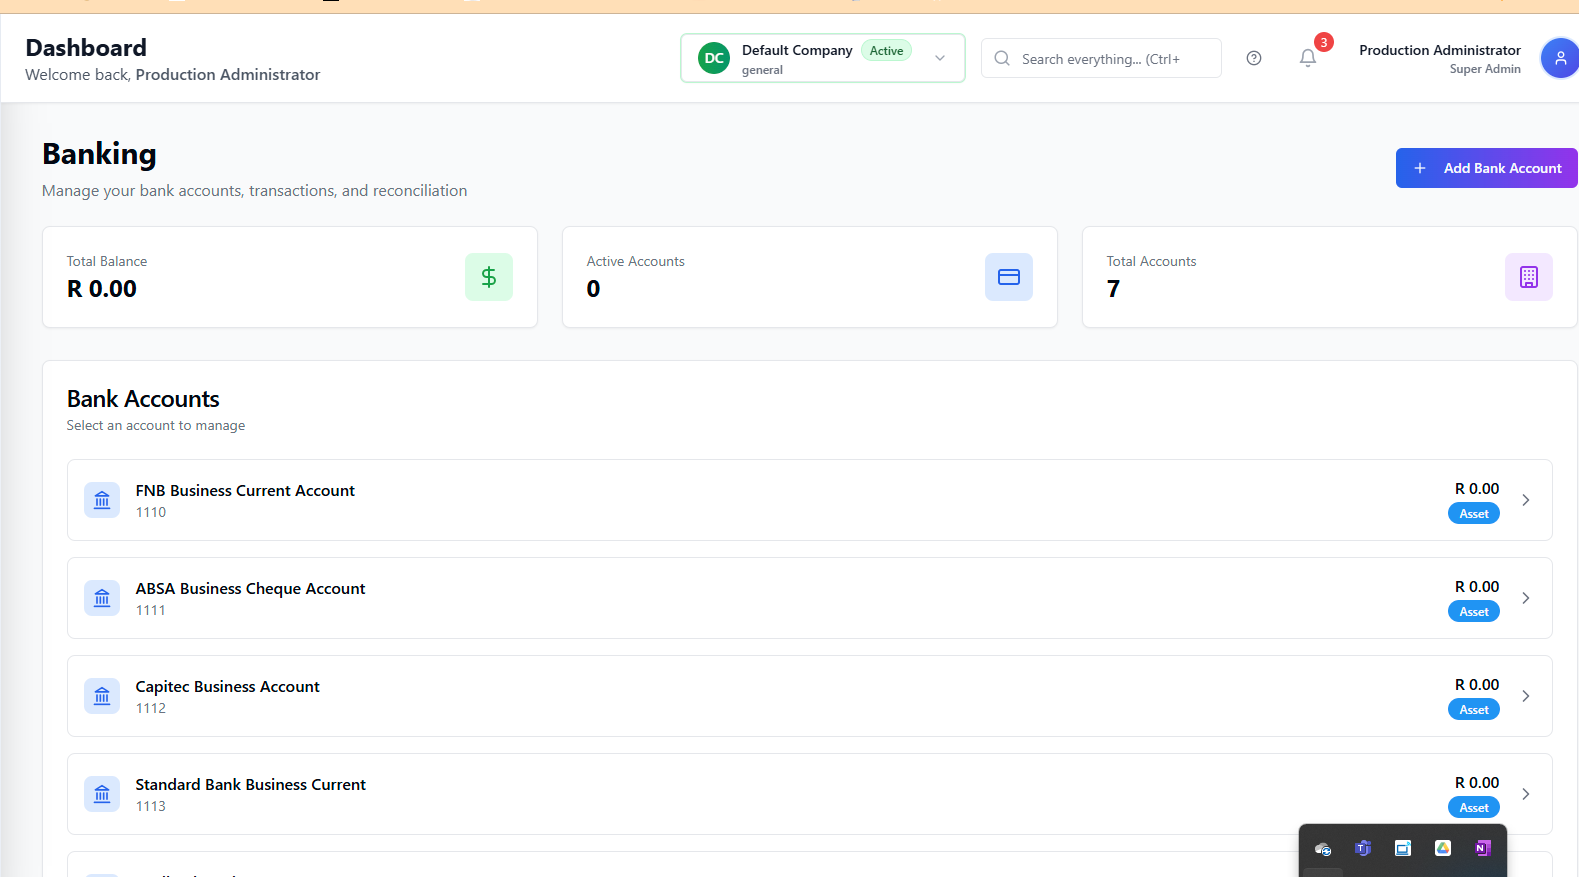 Dashboard
Welcome back, Production Administrator
DC
Default Company Active
general
Search everything... (Ctrl+
3
Production Administrator
Super Admin
Banking
Manage your bank accounts, transactions, and reconciliation
+ Add Bank Account
Total Balance
R 0.00
Active Accounts
0
Total Accounts
7
Bank Accounts
Select an account to manage
FNB Business Current Account
1110
R 0.00
Asset
ABSA Business Cheque Account
1111
R 0.00
Asset
Capitec Business Account
1112
R 0.00
Asset
Standard Bank Business Current
1113
R 0.00
Asset